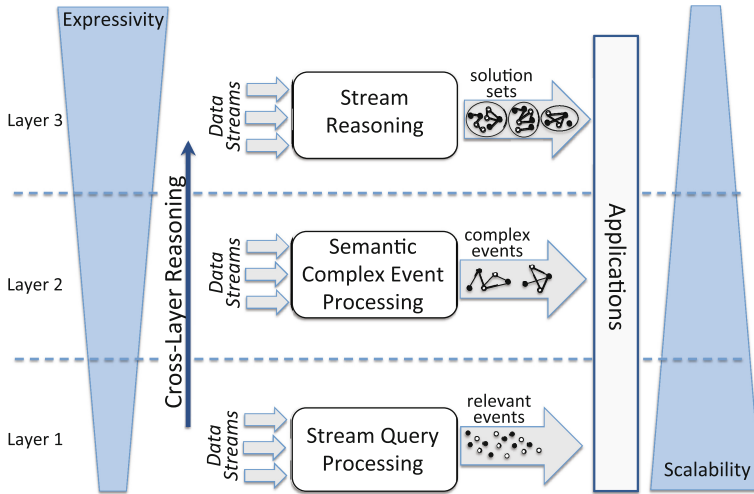 Expressivity
Layer 3
Data
Streams
Stream
Reasoning
solution
sets
Cross-Layer Reasoning
Layer 2
Data
Streams
Semantic
Complex Event
Processing
complex
events
Applications
Layer 1
Data
Streams
Stream Query
Processing
relevant
events
Scalability